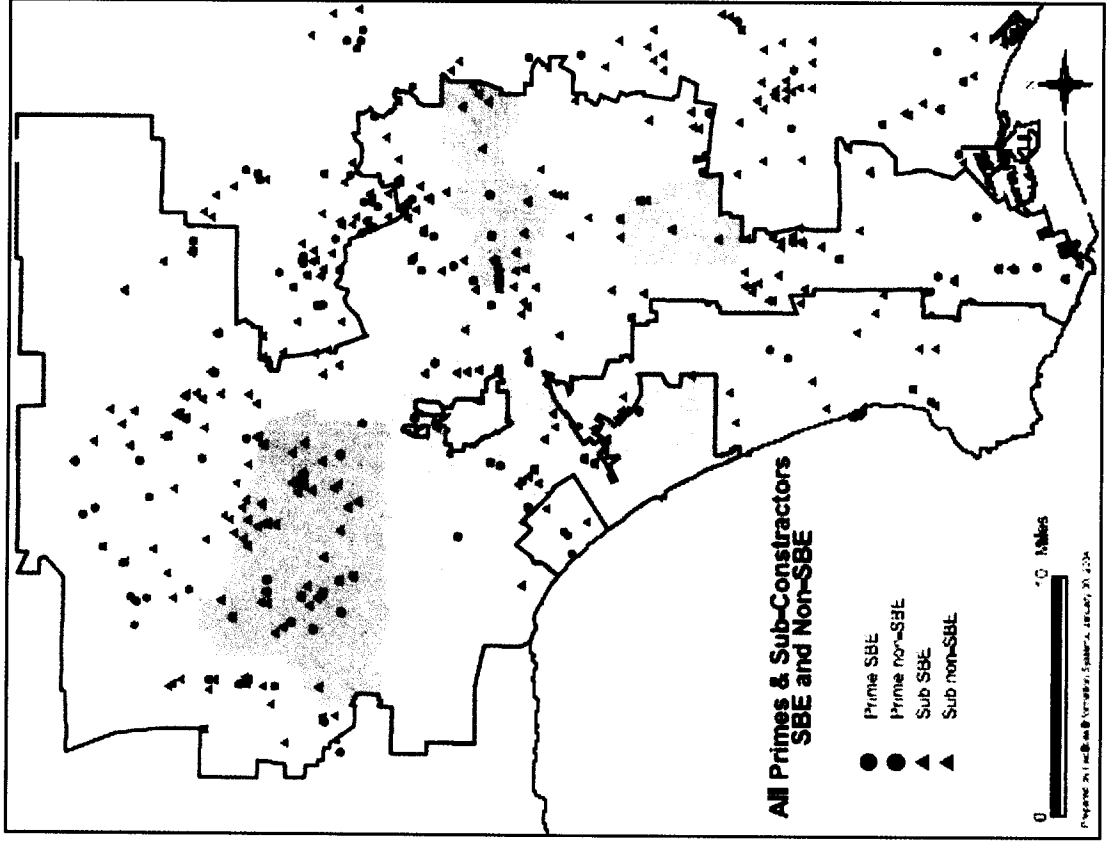 All Primes & Sub-Constractors
SBE and Non-SBE
Prime SBE
Prime non-SBE
Sub SBE
Sub non-SBE
0
10 Miles
N